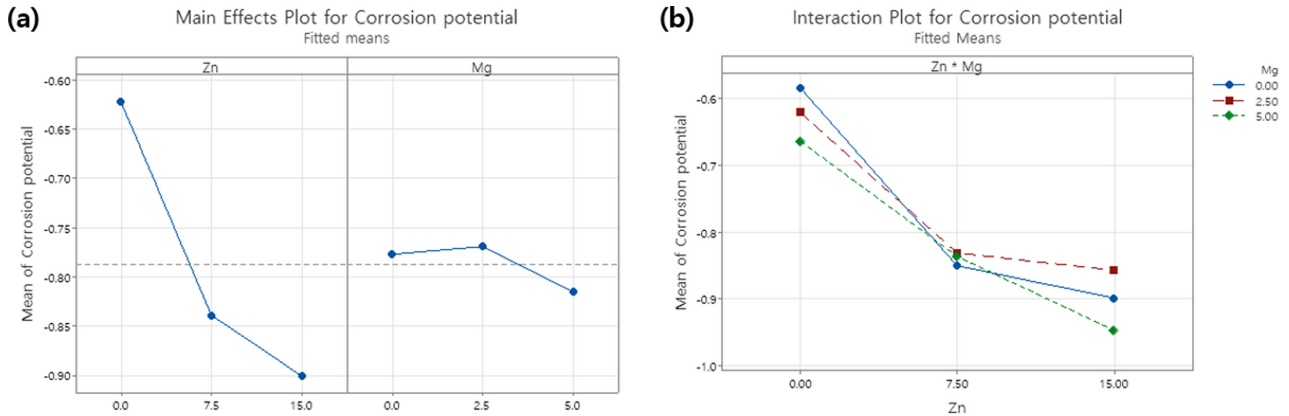 (a)
Main Effects Plot for Corrosion potential
Fitted means
Zn
Mg
Mean of Corrosion potential
-0.60
-0.65
-0.70
-0.75
-0.80
-0.85
-0.90
0.0
7.5
15.0
0.0
2.5
5.0
(b)
Interaction Plot for Corrosion potential
Fitted Means
Zn * Mg
Mean of Corrosion potential
-0.6
-0.7
-0.8
-0.9
-1.0
0.00
7.50
15.00
Zn
Mg
0.00
2.50
5.00